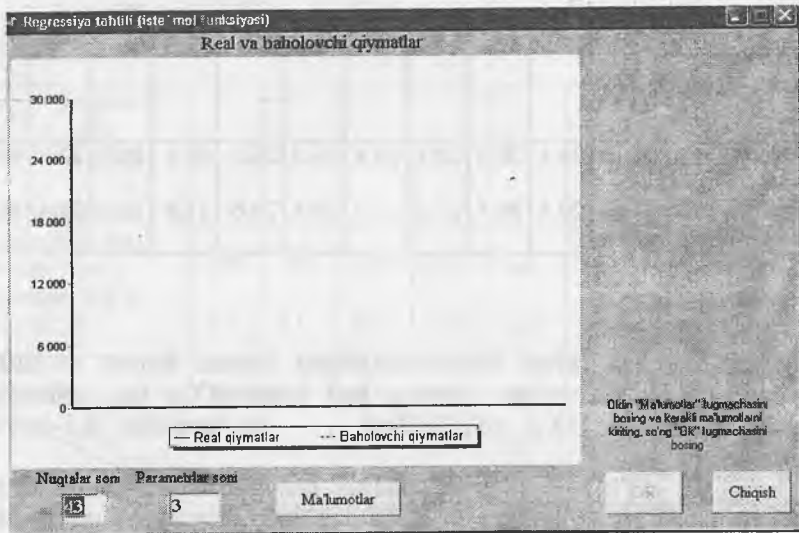 Regressiya tahlili (iste`mol funksiyasi)
Real va baholovchi qiymatlar
30 000
24 000
18 000
12 000
6 000
0
Real qiymatlar
Baholovchi qiymatlar
Oldin "Ma'lumotlar" tugmachasini
bosing va kerakli ma'lumotlarni
kiriting, so'ng "OK" tugmachasini
bosing
Nuqtalar soni
Parametrlar soni
43
3
Ma'lumotlar
OK
Chiqish